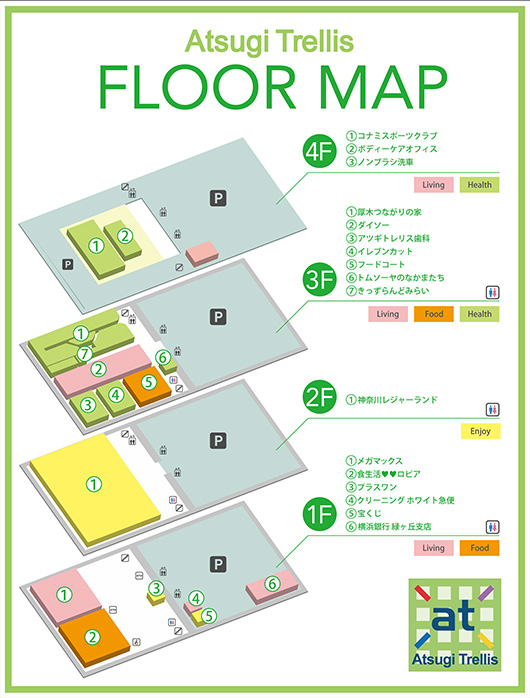 Atsugi Trellis
FLOOR MAP
4F
①コナミスポーツクラブ
②ボディーケアオフィス
③ノンブラシ洗車
Living Health
P
① ②
P
3F
①厚木つながりの家
②ダイソー
③アツギトレリス歯科
④イレブンカット
⑤フードコート
⑥トムソーヤのなかまたち
⑦きっずらんどみらい
Living Food Health
P
① ⑦ ② ⑥ ③ ④ ⑤
2F
①神奈川レジャーランド
Enjoy
P
①
1F
①メガマックス
②食生活♥♥ロピア
③プラスワン
④クリーニング ホワイト急便
⑤宝くじ
⑥横浜銀行 緑ヶ丘支店
Living Food
P
① ② ③ ④ ⑤ ⑥
at
Atsugi Trellis